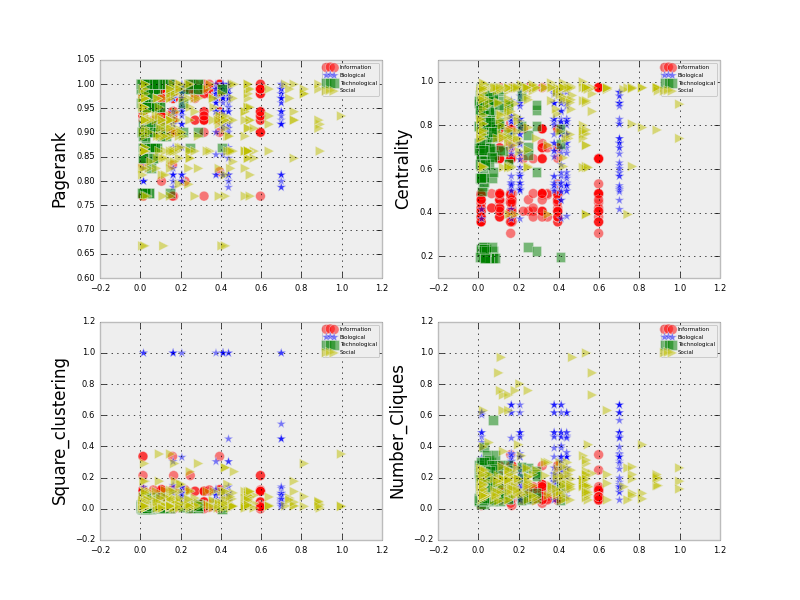 1.05
1.00
0.95
0.90
0.85
0.80
0.75
0.70
0.65
0.60
Pagerank
−0.2 0.0 0.2 0.4 0.6 0.8 1.0 1.2
Information
Biological
Technological
Social
1.0
0.8
0.6
0.4
0.2
Centrality
−0.2 0.0 0.2 0.4 0.6 0.8 1.0 1.2
Information
Biological
Technological
Social
1.2
1.0
0.8
0.6
0.4
0.2
0.0
−0.2
Square_clustering
−0.2 0.0 0.2 0.4 0.6 0.8 1.0 1.2
Information
Biological
Technological
Social
1.2
1.0
0.8
0.6
0.4
0.2
0.0
−0.2
Number_Cliques
−0.2 0.0 0.2 0.4 0.6 0.8 1.0 1.2
Information
Biological
Technological
Social